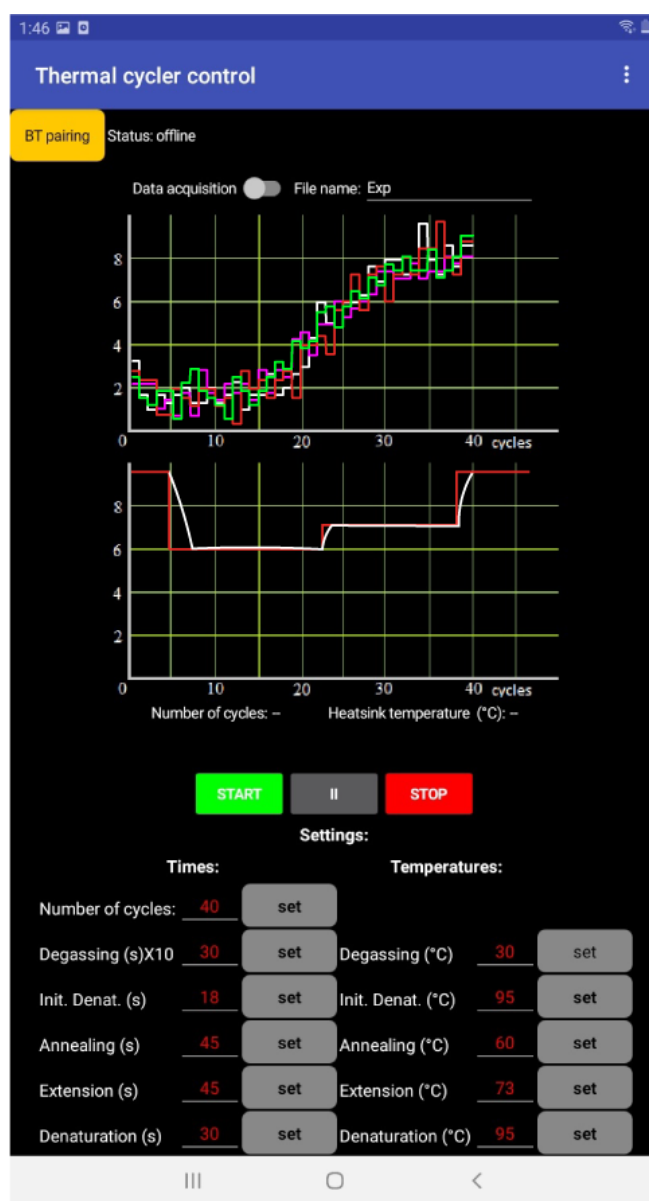 1:46
Thermal cycler control
BT pairing Status: offline
Data acquisition File name: Exp
8
6
4
2
0 10 20 30 40 cycles
8
6
4
2
0 10 20 30 40 cycles
Number of cycles: -- Heatsink temperature (°C): --
START II STOP
Settings:
Times: Temperatures:
Number of cycles: 40 set
Degassing (s)X10 30 set Degassing (°C) 30 set
Init. Denat. (s) 18 set Init. Denat. (°C) 95 set
Annealing (s) 45 set Annealing (°C) 60 set
Extension (s) 45 set Extension (°C) 73 set
Denaturation (s) 30 set Denaturation (°C) 95 set